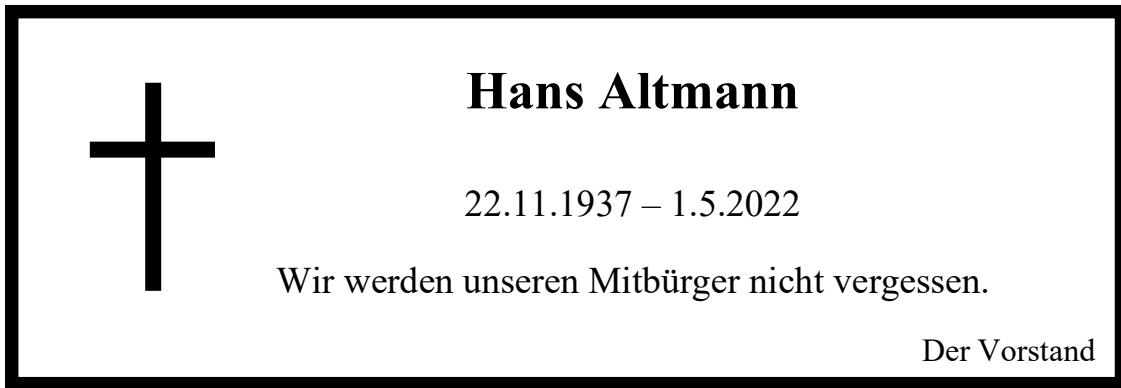 Hans Altmann
22.11.1937 – 1.5.2022
Wir werden unseren Mitbürger nicht vergessen.
Der Vorstand